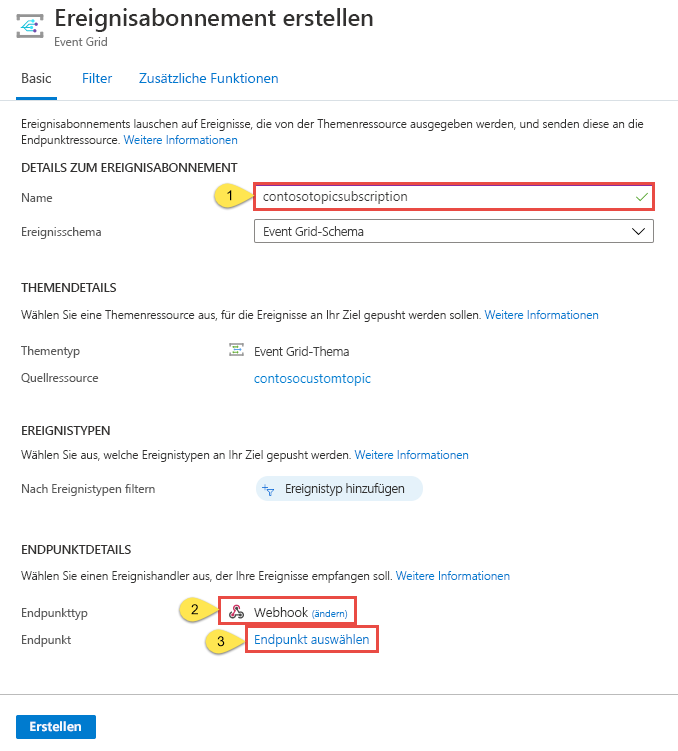 Ereignisabonnement erstellen
Event Grid
Basic Filter Zusätzliche Funktionen
Ereignisabonnements lauschen auf Ereignisse, die von der Themenressource ausgegeben werden, und senden diese an die
Endpunktressource. Weitere Informationen
DETAILS ZUM EREIGNISABONNEMENT
Name 1 contosotopicsubscription
Ereignisschema Event Grid-Schema
THEMENDETAILS
Wählen Sie eine Themenressource aus, für die Ereignisse an Ihr Ziel gepusht werden sollen. Weitere Informationen
Thementyp Event Grid-Thema
Quellressource contosocustomtopic
EREIGNISTYPEN
Wählen Sie aus, welche Ereignistypen an Ihr Ziel gepusht werden. Weitere Informationen
Nach Ereignistypen filtern Ereignistyp hinzufügen
ENDPUNKTDETAILS
Wählen Sie einen Ereignishandler aus, der Ihre Ereignisse empfangen soll. Weitere Informationen
Endpunkttyp 2 Webhook (ändern)
Endpunkt 3 Endpunkt auswählen
Erstellen